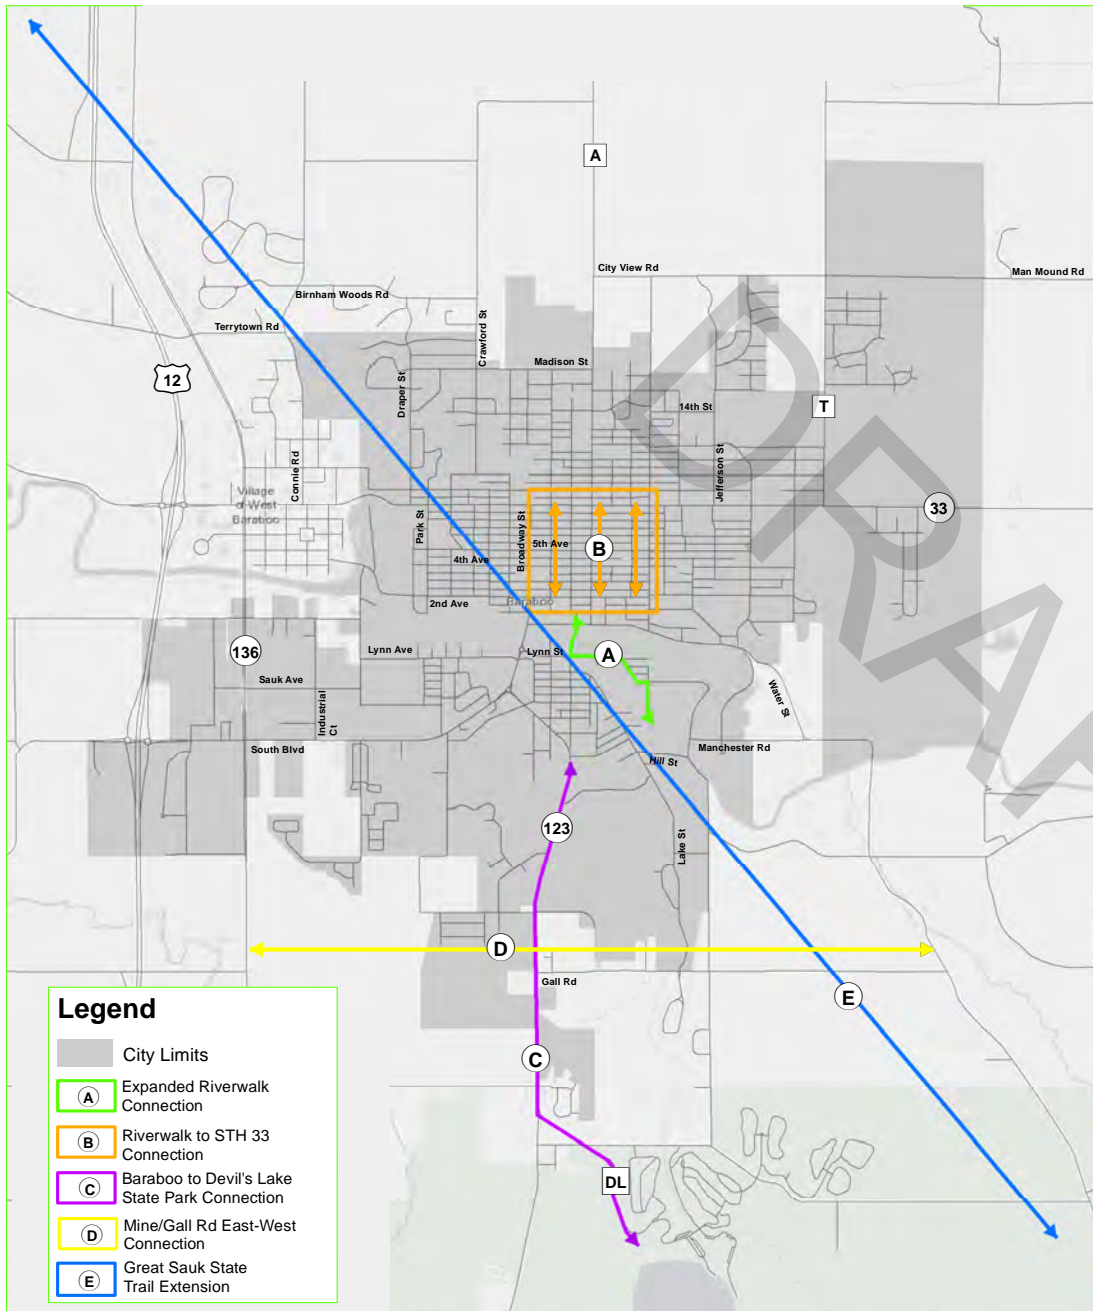 A
City View Rd
Man Mound Rd
Birnham Woods Rd
Terrytown Rd
Crawford St
Madison St
12
Draper St
14th St
T
Jefferson St
Connie Rd
Village
of West
Baraboo
33
Park St
Broadway St
5th Ave
B
4th Ave
2nd Ave
Baraboo
136
Lynn Ave
Lynn St
A
Sauk Ave
Water St
Industrial
Ct
South Blvd
Manchester Rd
Hill St
123
Lake St
D
Gall Rd
E
C
DL
DRAF
Legend
City Limits
A
Expanded Riverwalk
Connection
B
Riverwalk to STH 33
Connection
C
Baraboo to Devil's Lake
State Park Connection
D
Mine/Gall Rd East-West
Connection
E
Great Sauk State
Trail Extension